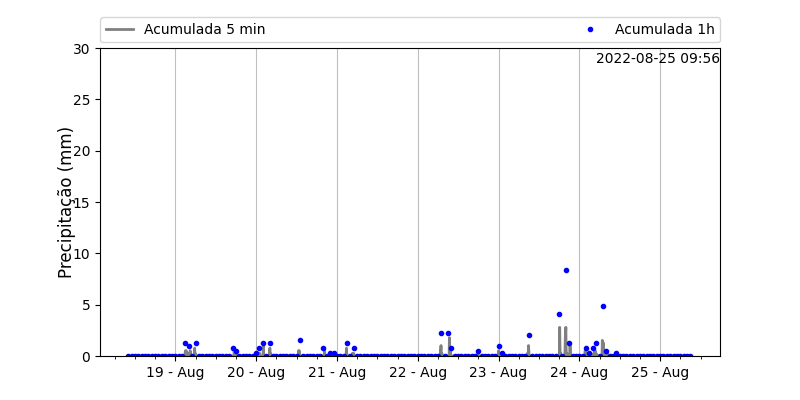 Acumulada 5 min
Acumulada 1h
2022-08-25 09:56
Precipitação (mm)
30
25
20
15
10
5
0
19 - Aug
20 - Aug
21 - Aug
22 - Aug
23 - Aug
24 - Aug
25 - Aug